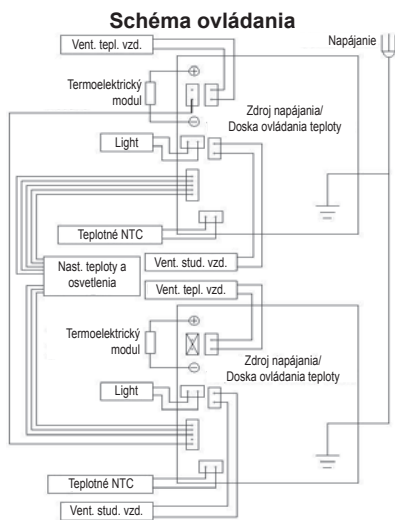 Schéma ovládania
Vent. tepl. vzd.
Napájanie
Termoelektrický
modul
Zdroj napájania/
Doska ovládania teploty
Light
Teplotné NTC
Nast. teploty a
osvetlenia
Vent. stud. vzd.
Vent. tepl. vzd.
Termoelektrický
modul
Zdroj napájania/
Doska ovládania teploty
Light
Teplotné NTC
Vent. stud. vzd.